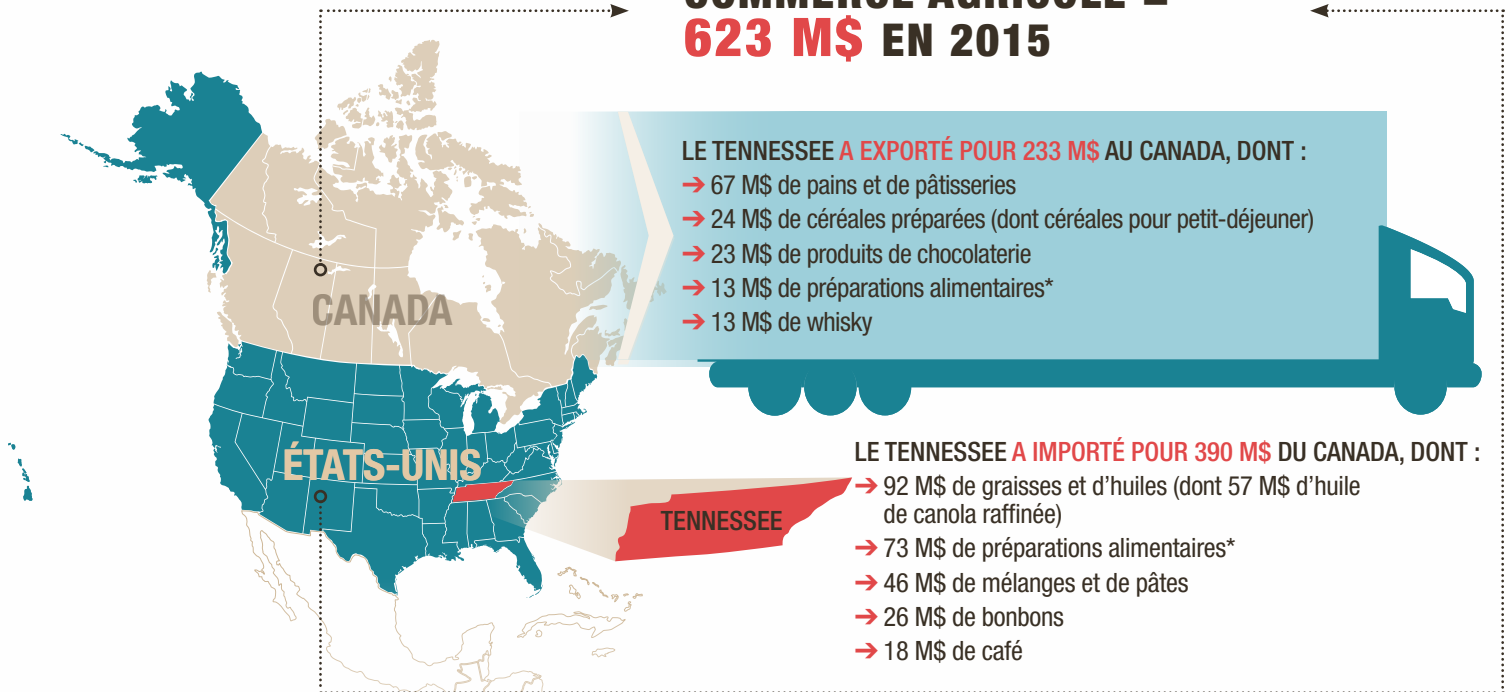 COMMERCE AGRICOLE =
623 M$ EN 2015
LE TENNESSEE A EXPORTÉ POUR 233 M$ AU CANADA, DONT :
➔ 67 M$ de pains et de pâtisseries
➔ 24 M$ de céréales préparées (dont céréales pour petit-déjeuner)
➔ 23 M$ de produits de chocolaterie
➔ 13 M$ de préparations alimentaires*
➔ 13 M$ de whisky
CANADA
ÉTATS-UNIS
TENNESSEE
LE TENNESSEE A IMPORTÉ POUR 390 M$ DU CANADA, DONT :
➔ 92 M$ de graisses et d'huiles (dont 57 M$ d'huile
de canola raffinée)
➔ 73 M$ de préparations alimentaires*
➔ 46 M$ de mélanges et de pâtes
➔ 26 M$ de bonbons
➔ 18 M$ de café